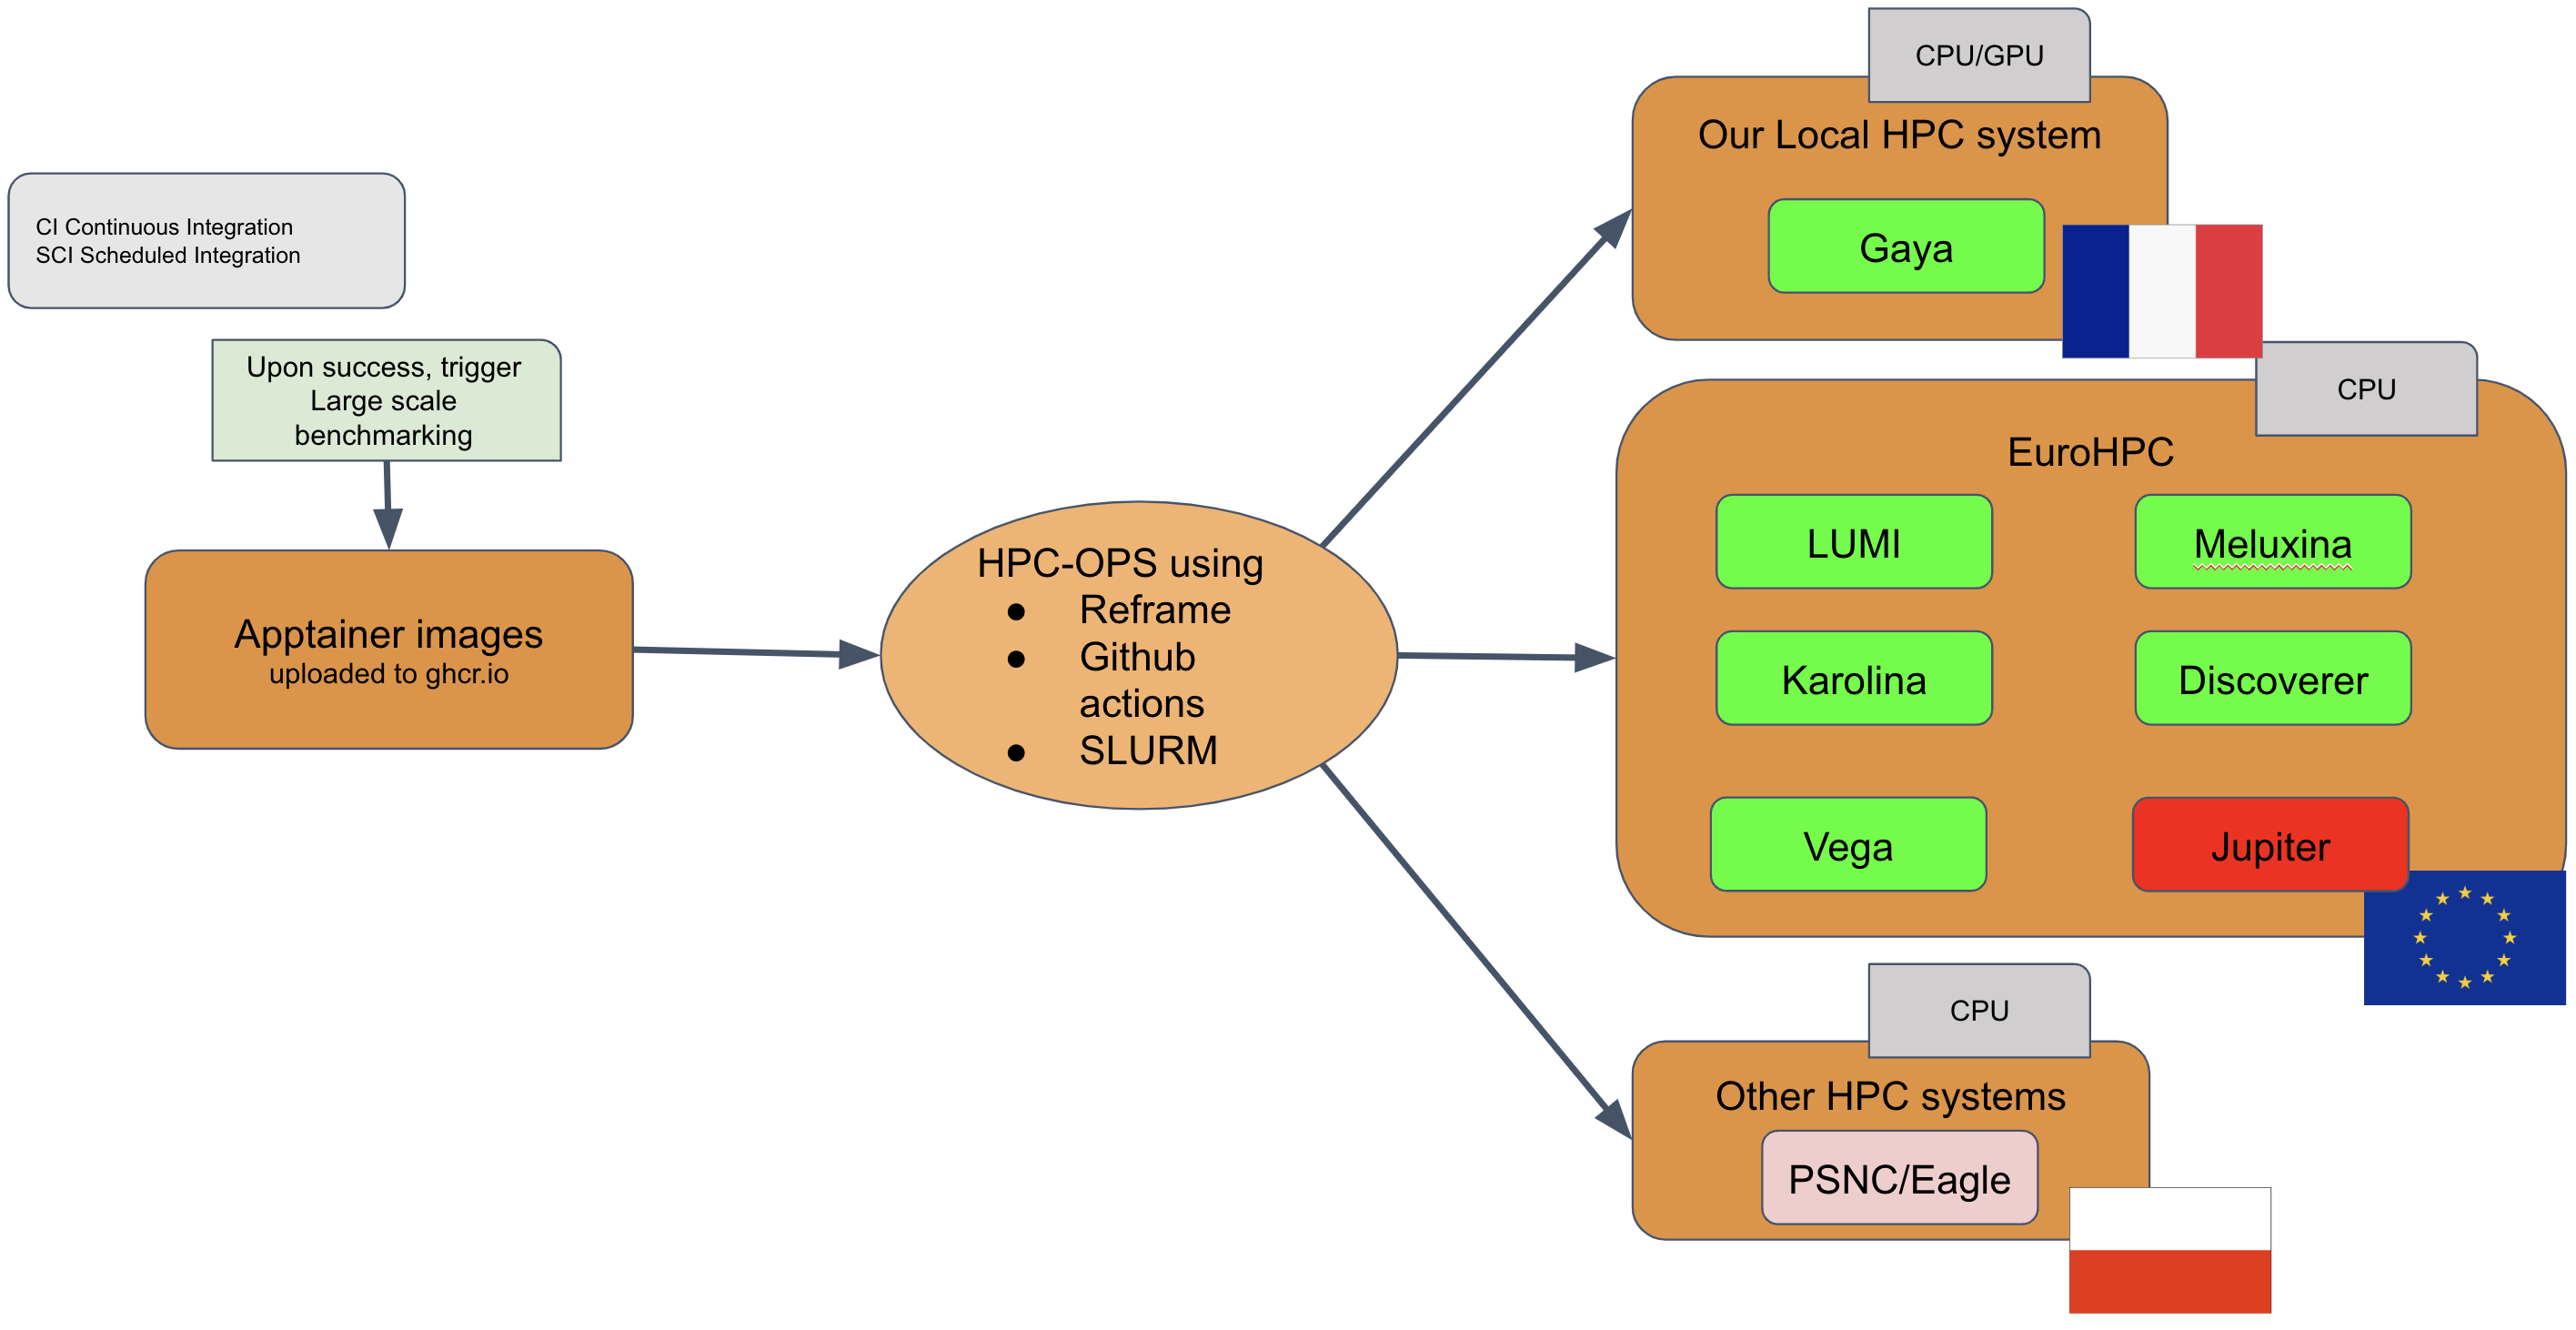 CI Continuous Integration
SCI Scheduled Integration
Upon success, trigger
Large scale
benchmarking
Apptainer images
uploaded to ghcr.io
HPC-OPS using
● Reframe
● Github
actions
● SLURM
CPU/GPU
Our Local HPC system
Gaya
CPU
EuroHPC
LUMI
Meluxina
Karolina
Discoverer
Vega
Jupiter
CPU
Other HPC systems
PSNC/Eagle